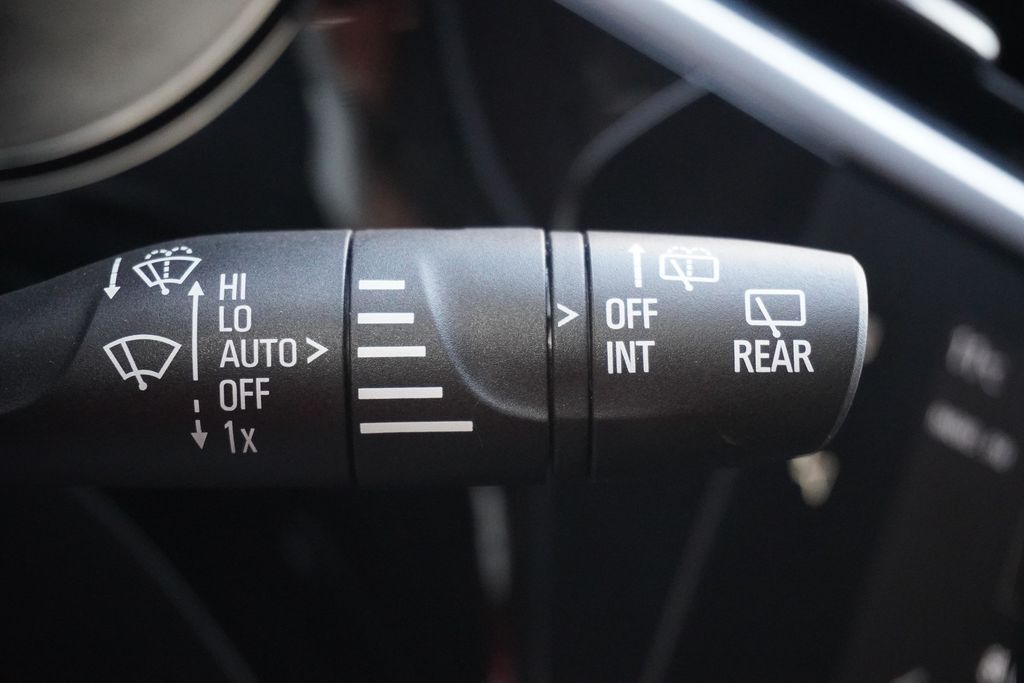 HI
LO
AUTO >
OFF
1x
>
OFF
INT
REAR